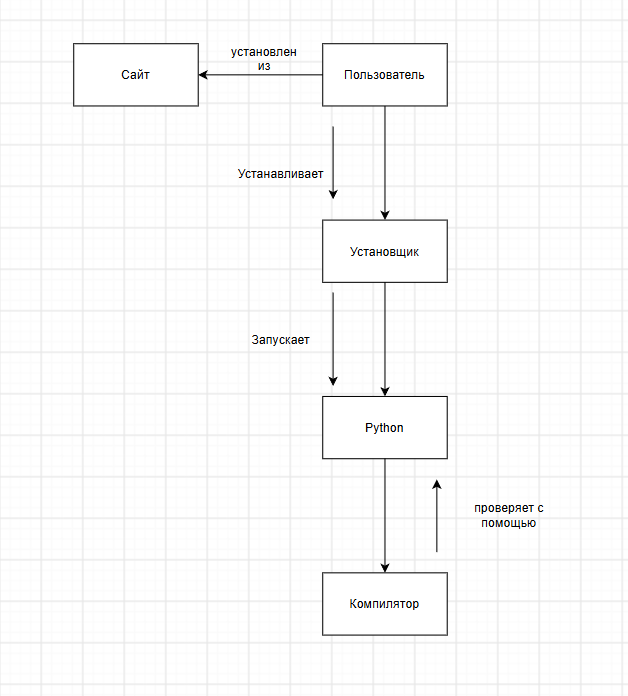 установлен
из
Сайт
Пользователь
Устанавливает
Установщик
Запускает
Python
проверяет с
помощью
Компилятор